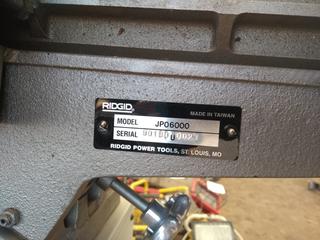 RIDGID
MADE IN TAIWAN
MODEL JP06000
SERIAL
RIDGID POWER TOOLS, ST. LOUIS, MO